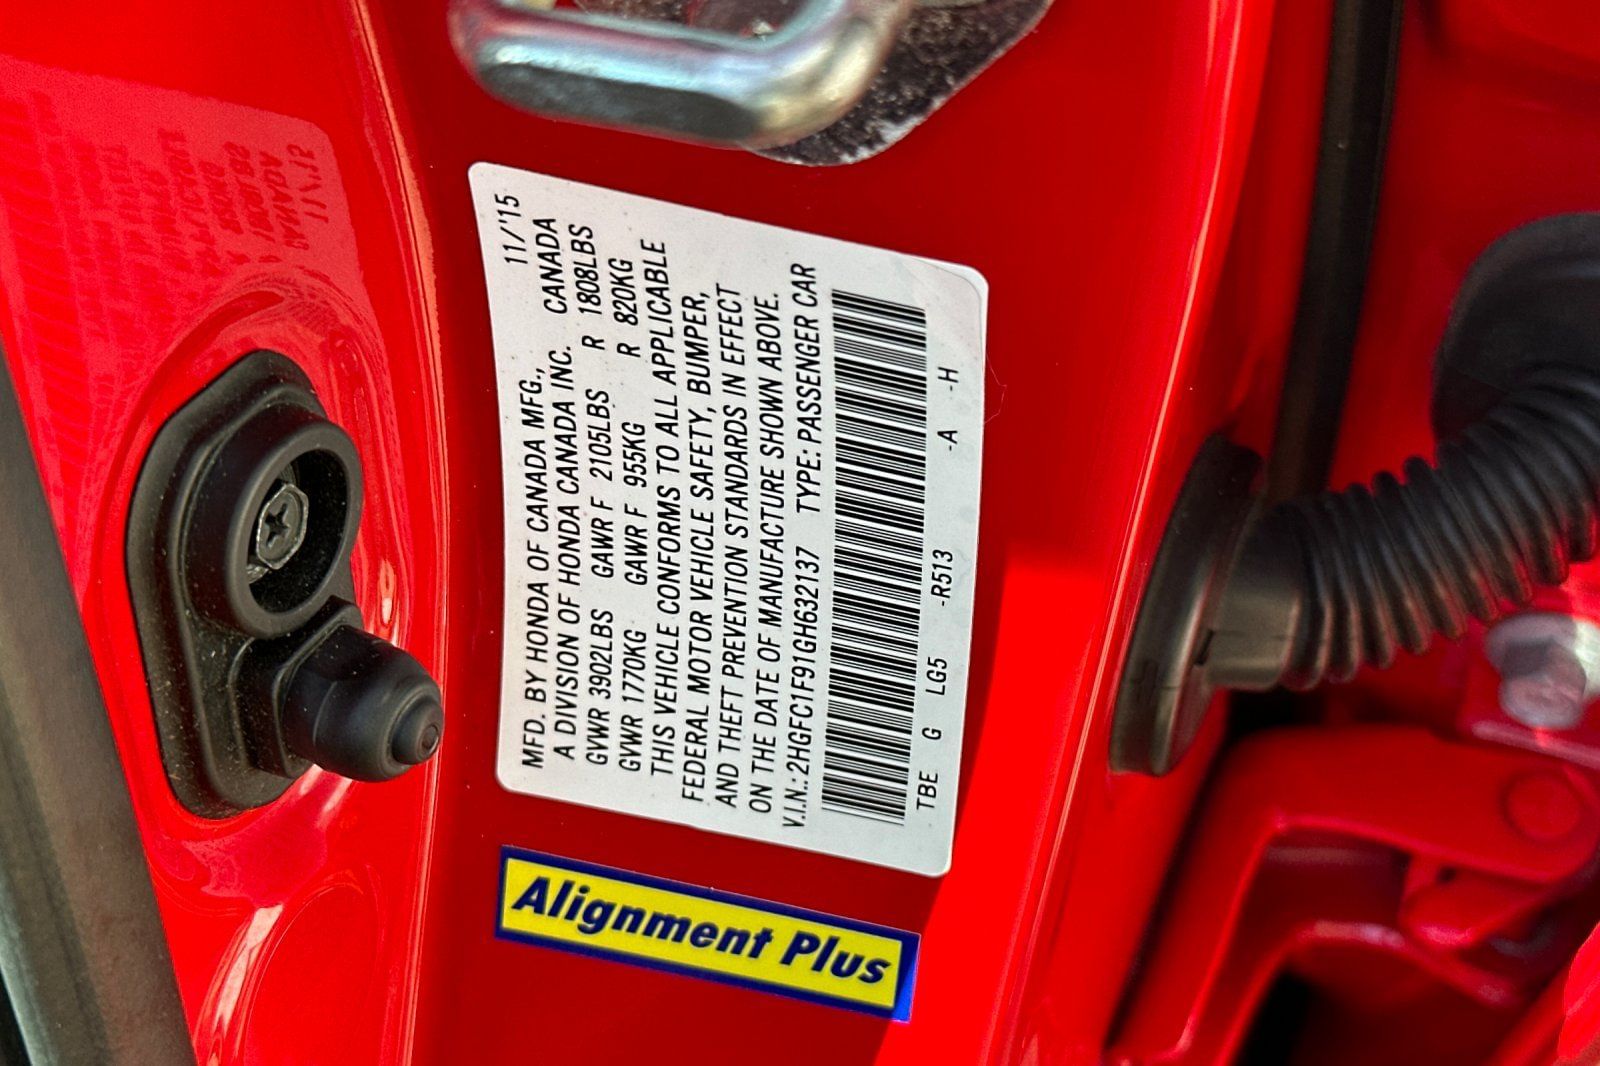 MFD. BY HONDA OF CANADA MFG., 11/'15
A DIVISION OF HONDA CANADA INC. CANADA
GVWR 3902LBS GAWR F 2105LBS R 1808LBS
GVWR 1770KG GAWR F 955KG R 820KG
THIS VEHICLE CONFORMS TO ALL APPLICABLE
FEDERAL MOTOR VEHICLE SAFETY, BUMPER,
AND THEFT PREVENTION STANDARDS IN EFFECT
ON THE DATE OF MANUFACTURE SHOWN ABOVE.
V.I.N.: 2HGFC1F91GH632137 TYPE: PASSENGER CAR
TBE G LG5 -R513 -A -H
Alignment Plus